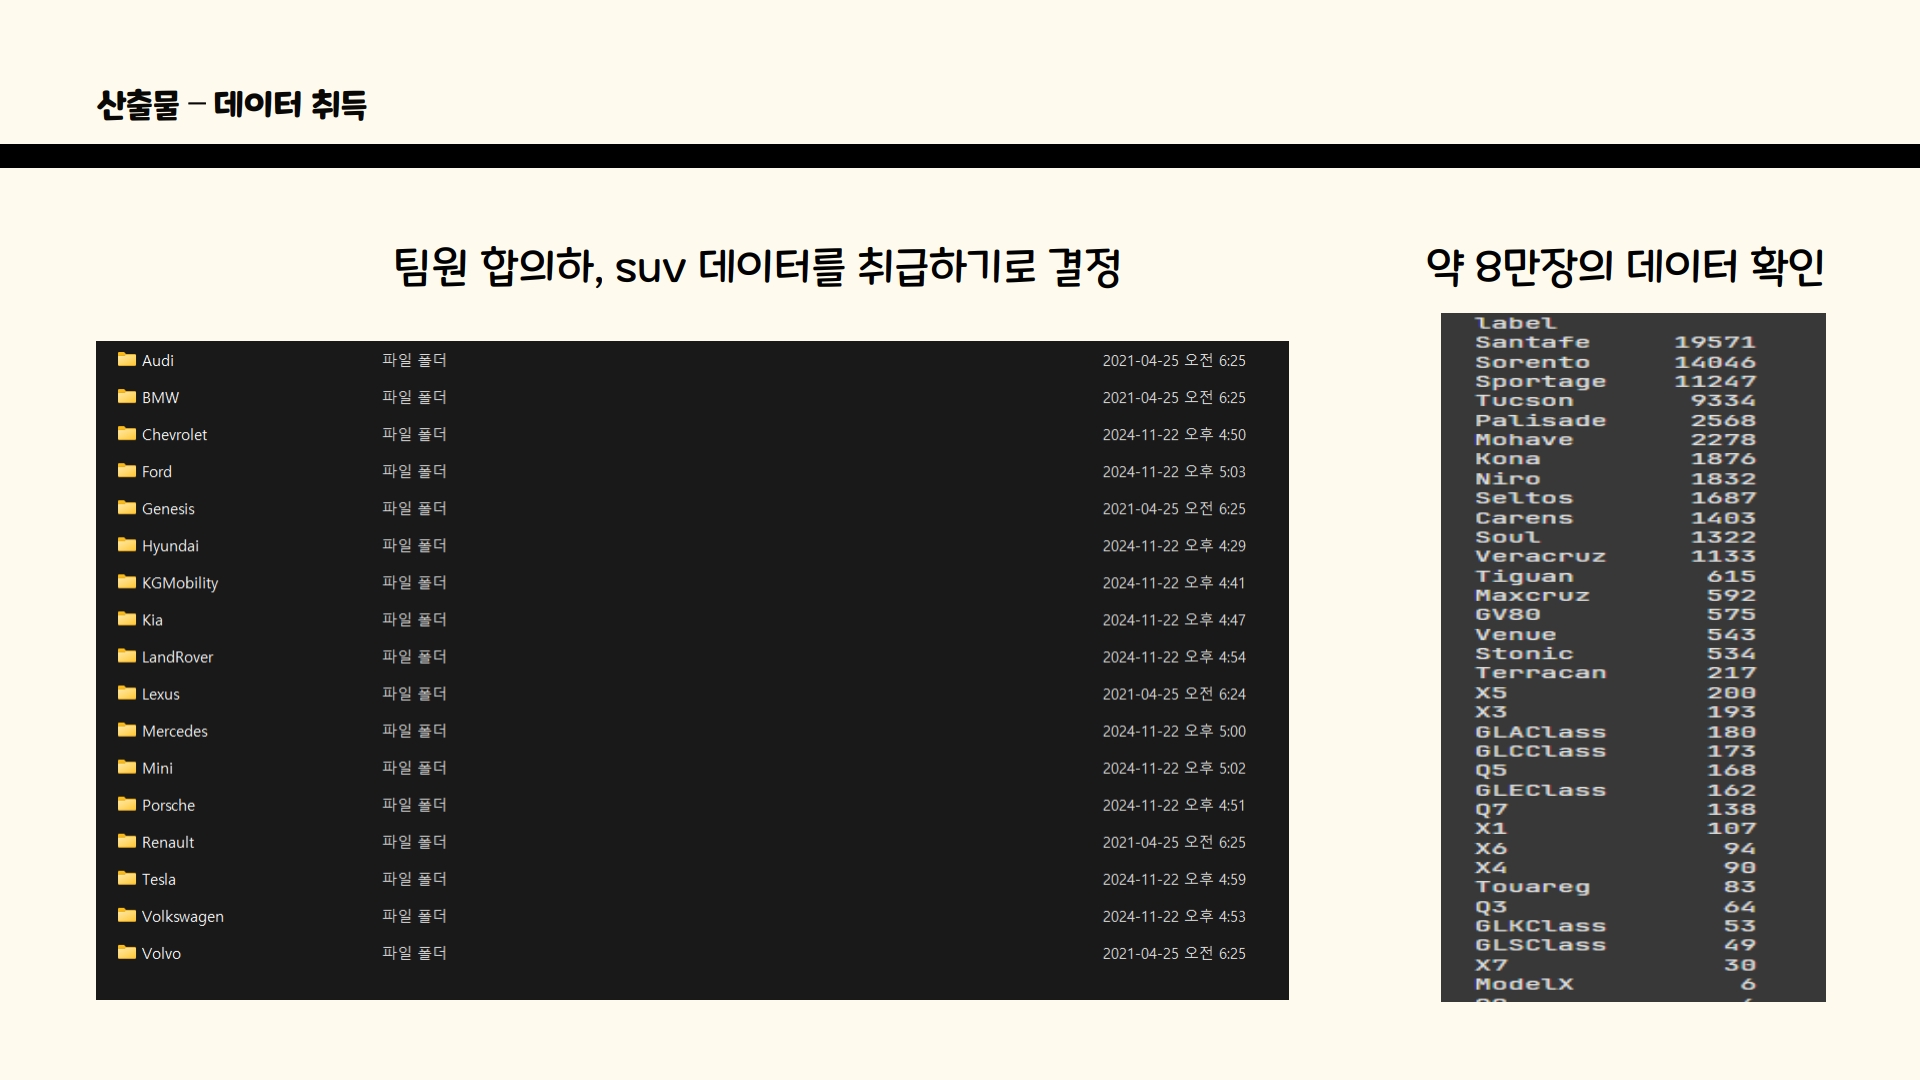 산출물 – 데이터 취득
팀원 합의하, suv 데이터를 취급하기로 결정
Audi 파일 폴더 2021-04-25 오전 6:25
BMW 파일 폴더 2021-04-25 오전 6:25
Chevrolet 파일 폴더 2024-11-22 오후 4:50
Ford 파일 폴더 2024-11-22 오후 5:03
Genesis 파일 폴더 2021-04-25 오전 6:25
Hyundai 파일 폴더 2024-11-22 오후 4:29
KGMobility 파일 폴더 2024-11-22 오후 4:41
Kia 파일 폴더 2024-11-22 오후 4:47
LandRover 파일 폴더 2024-11-22 오후 4:54
Lexus 파일 폴더 2021-04-25 오전 6:24
Mercedes 파일 폴더 2024-11-22 오후 5:00
Mini 파일 폴더 2024-11-22 오후 5:02
Porsche 파일 폴더 2024-11-22 오후 4:51
Renault 파일 폴더 2021-04-25 오전 6:25
Tesla 파일 폴더 2024-11-22 오후 4:59
Volkswagen 파일 폴더 2024-11-22 오후 4:53
Volvo 파일 폴더 2021-04-25 오전 6:25
약 8만장의 데이터 확인
label
Santafe 19571
Sorento 14046
Sportage 11247
Tucson 9334
Palisade 2568
Mohave 2278
Kona 1876
Niro 1832
Seltos 1687
Carens 1403
Soul 1322
Veracruz 1133
Tiguan 615
Maxcruz 592
GV80 575
Venue 543
Stonic 534
Terracan 217
X5 200
X3 193
GLAClass 180
GLCClass 173
Q5 168
GLEClass 162
Q7 138
X1 107
X6 94
X4 90
Touareg 83
Q3 64
GLKClass 53
GLSClass 49
X7 30
ModelX 6